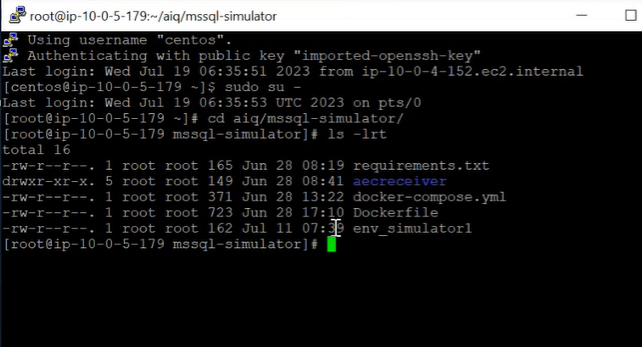 root@ip-10-0-5-179:~/aiq/mssql-simulator
Using username "centos".
Authenticating with public key "imported-openssh-key"
Last login: Wed Jul 19 06:35:51 2023 from ip-10-0-4-152.ec2.internal
[centos@ip-10-0-5-179 ~]$ sudo su -
Last login: Wed Jul 19 06:35:53 UTC 2023 on pts/0
[root@ip-10-0-5-179 ~]# cd aiq/mssql-simulator/
[root@ip-10-0-5-179 mssql-simulator]# ls -lrt
total 16
-rw-r--r--. 1 root root 165 Jun 28 08:19 requirements.txt
drwxr-xr-x. 5 root root 149 Jun 28 08:41 aecreceiver
-rw-r--r--. 1 root root 371 Jun 28 13:22 docker-compose.yml
-rw-r--r--. 1 root root 723 Jun 28 17:10 Dockerfile
-rw-r--r--. 1 root root 162 Jul 11 07:39 env_simulator1
[root@ip-10-0-5-179 mssql-simulator]#